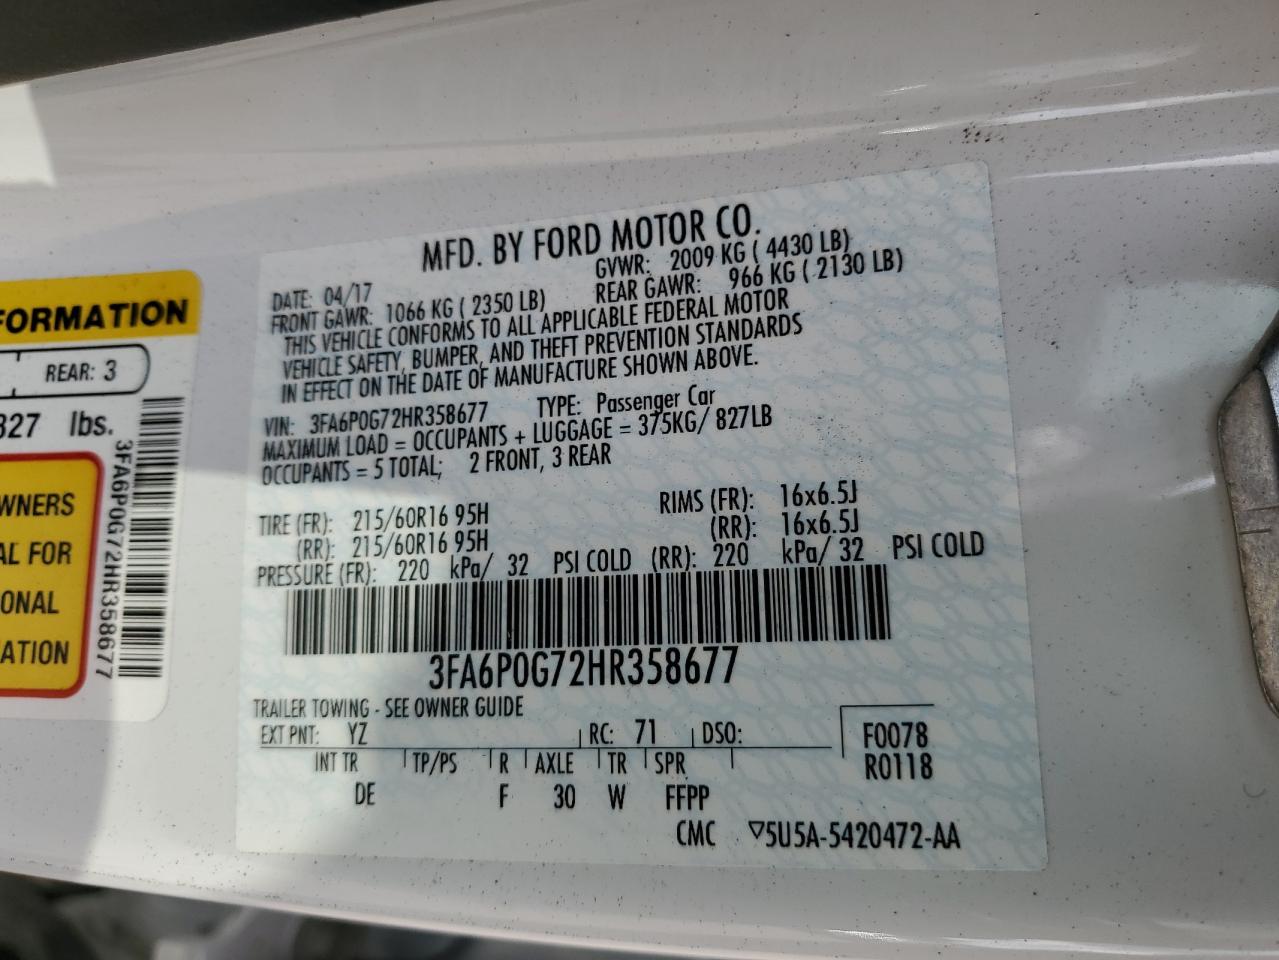 FORMATION
REAR: 3
827 lbs.
WNERS
AL FOR
ONAL
ATION
3FA6P0G72HR358677
MFD. BY FORD MOTOR CO.
DATE: 04/17 GVWR: 2009 KG ( 4430 LB)
FRONT GAWR: 1066 KG ( 2350 LB) REAR GAWR: 966 KG ( 2130 LB)
THIS VEHICLE CONFORMS TO ALL APPLICABLE FEDERAL MOTOR
VEHICLE SAFETY, BUMPER, AND THEFT PREVENTION STANDARDS
IN EFFECT ON THE DATE OF MANUFACTURE SHOWN ABOVE.
VIN: 3FA6P0G72HR358677 TYPE: Passenger Car
MAXIMUM LOAD = OCCUPANTS + LUGGAGE = 375KG/ 827LB
OCCUPANTS = 5 TOTAL; 2 FRONT, 3 REAR
TIRE (FR): 215/60R16 95H RIMS (FR): 16x6.5J
(RR): 215/60R16 95H (RR): 16x6.5J
PRESSURE (FR): 220 kPa/ 32 PSI COLD (RR): 220 kPa/ 32 PSI COLD
3FA6P0G72HR358677
TRAILER TOWING - SEE OWNER GUIDE
EXT PNT: YZ RC: 71 DSO: F0078
INT TR TP/PS R AXLE TR SPR R0118
DE F 30 W FFPP
CMC ▽5U5A-5420472-AA